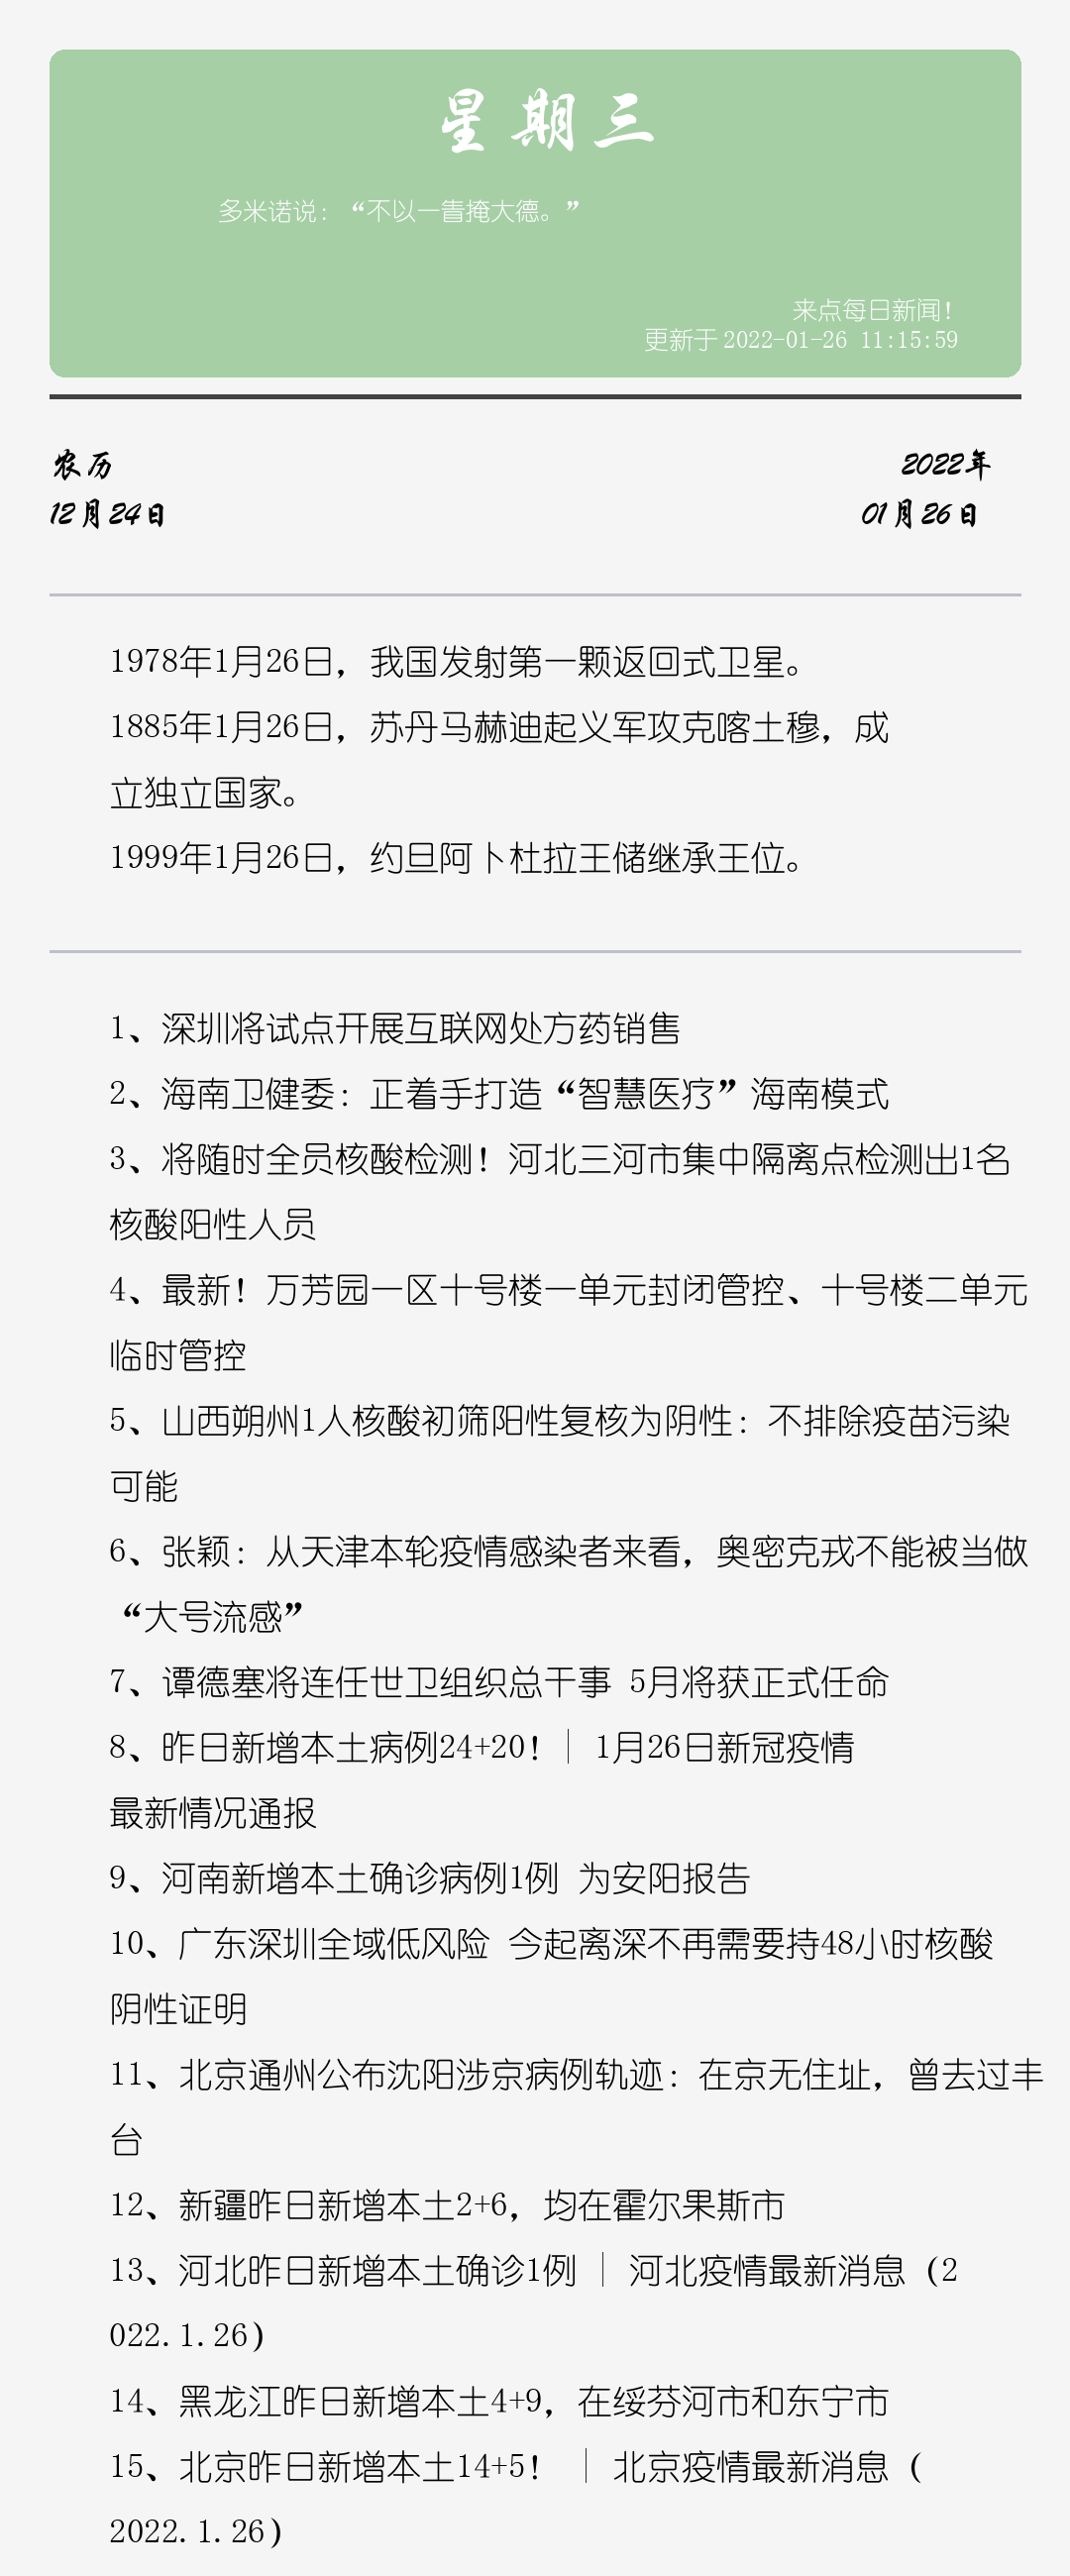 星期三
多米诺说：“不以一眚掩大德。”
来点每日新闻！
更新于 2022-01-26 11:15:59
农历
2022年
12月24日
01月26日
1978年1月26日，我国发射第一颗返回式卫星。
1885年1月26日，苏丹马赫迪起义军攻克喀土穆，成
立独立国家。
1999年1月26日，约旦阿卜杜拉王储继承王位。
1、深圳将试点开展互联网处方药销售
2、海南卫健委：正着手打造“智慧医疗”海南模式
3、将随时全员核酸检测！河北三河市集中隔离点检测出1名
核酸阳性人员
4、最新！万芳园一区十号楼一单元封闭管控、十号楼二单元
临时管控
5、山西朔州1人核酸初筛阳性复核为阴性：不排除疫苗污染
可能
6、张颖：从天津本轮疫情感染者来看，奥密克戎不能被当做
“大号流感”
7、谭德塞将连任世卫组织总干事 5月将获正式任命
8、昨日新增本土病例24+20！│ 1月26日新冠疫情
最新情况通报
9、河南新增本土确诊病例1例 为安阳报告
10、广东深圳全域低风险 今起离深不再需要持48小时核酸
阴性证明
11、北京通州公布沈阳涉京病例轨迹：在京无住址，曾去过丰
台
12、新疆昨日新增本土2+6，均在霍尔果斯市
13、河北昨日新增本土确诊1例 │ 河北疫情最新消息（2
022.1.26）
14、黑龙江昨日新增本土4+9，在绥芬河市和东宁市
15、北京昨日新增本土14+5！ │ 北京疫情最新消息（
2022.1.26）